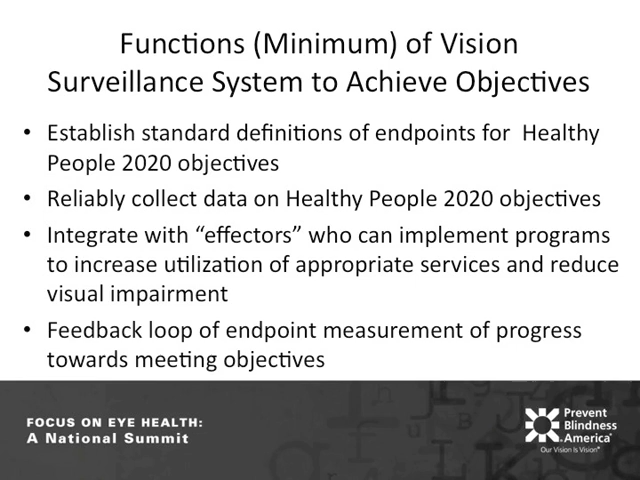 Functions (Minimum) of Vision
Surveillance System to Achieve Objectives
• Establish standard definitions of endpoints for  Healthy
People 2020 objectives
• Reliably collect data on Healthy People 2020 objectives
• Integrate with “effectors” who can implement programs
to increase utilization of appropriate services and reduce
visual impairment
• Feedback loop of endpoint measurement of progress
towards meeting objectives
FOCUS ON EYE HEALTH:
A National Summit
Prevent
Blindness
America®
Our Vision Is Vision®